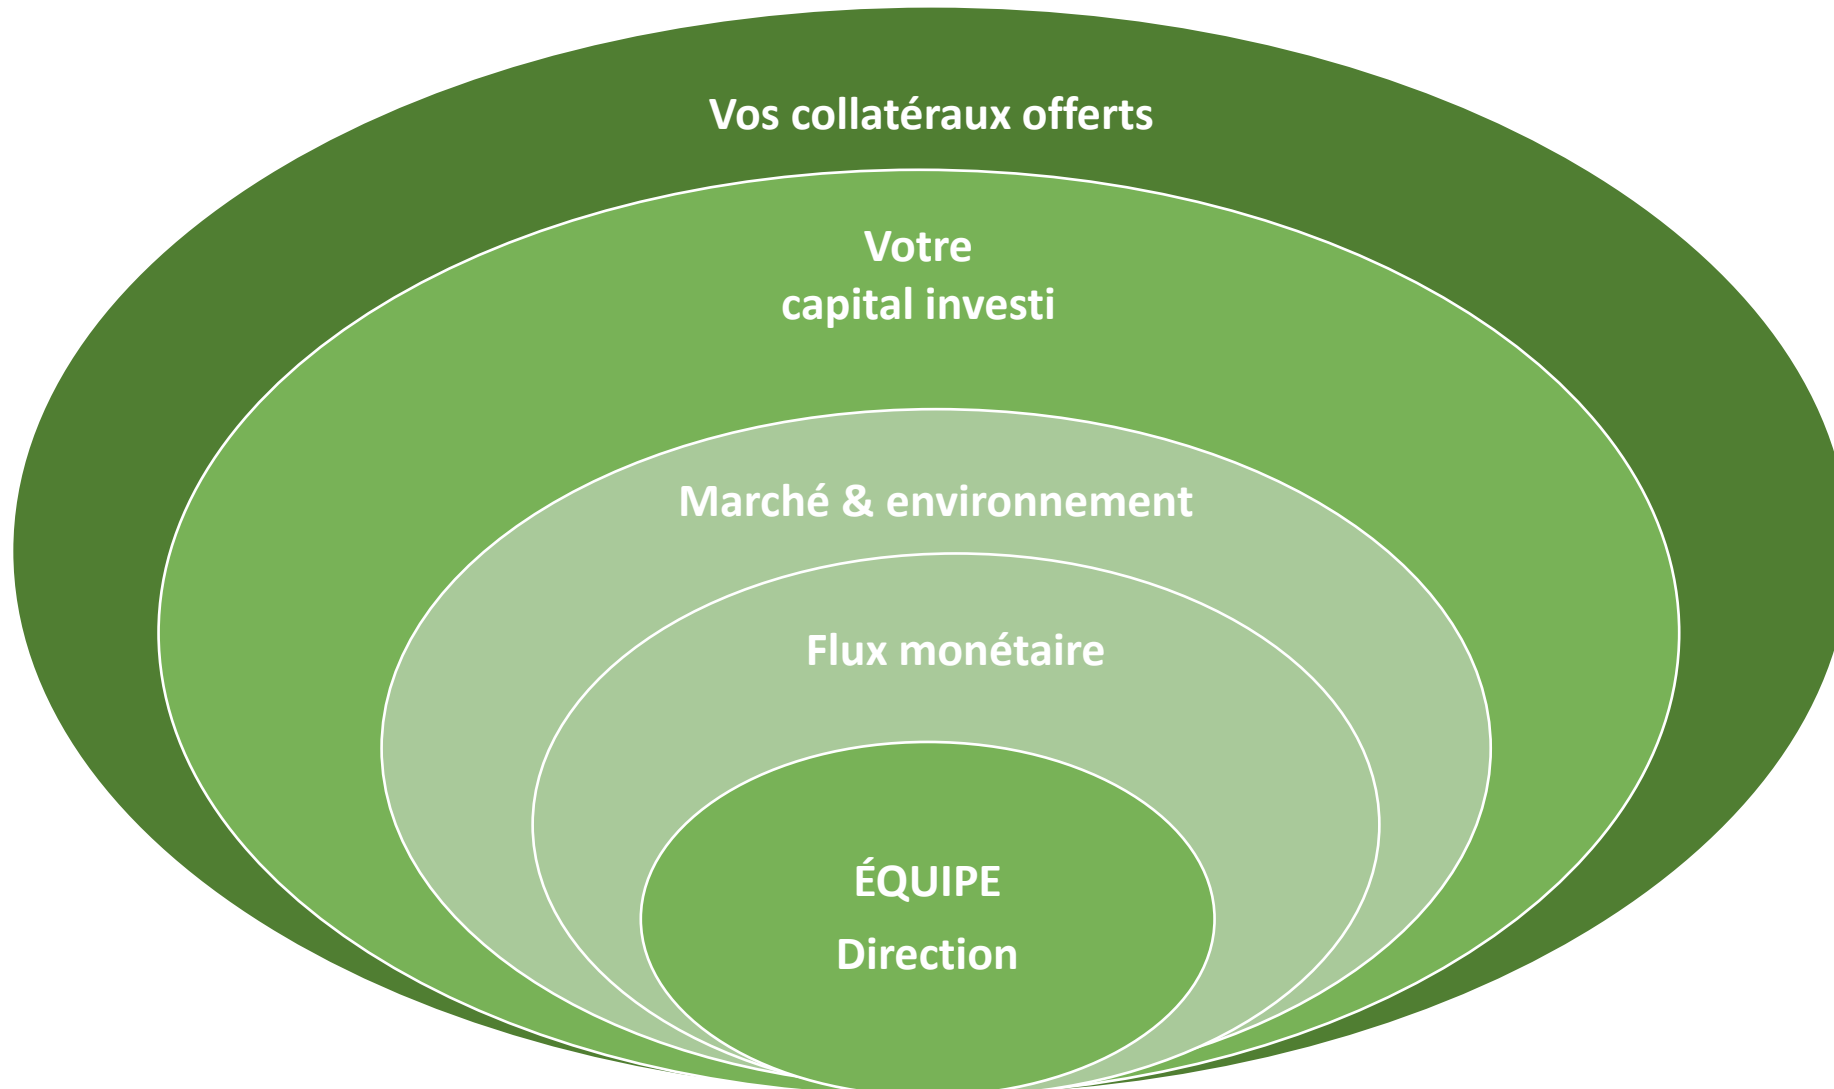 Vos collatéraux offerts
Votre
capital investi
Marché & environnement
Flux monétaire
ÉQUIPE
Direction